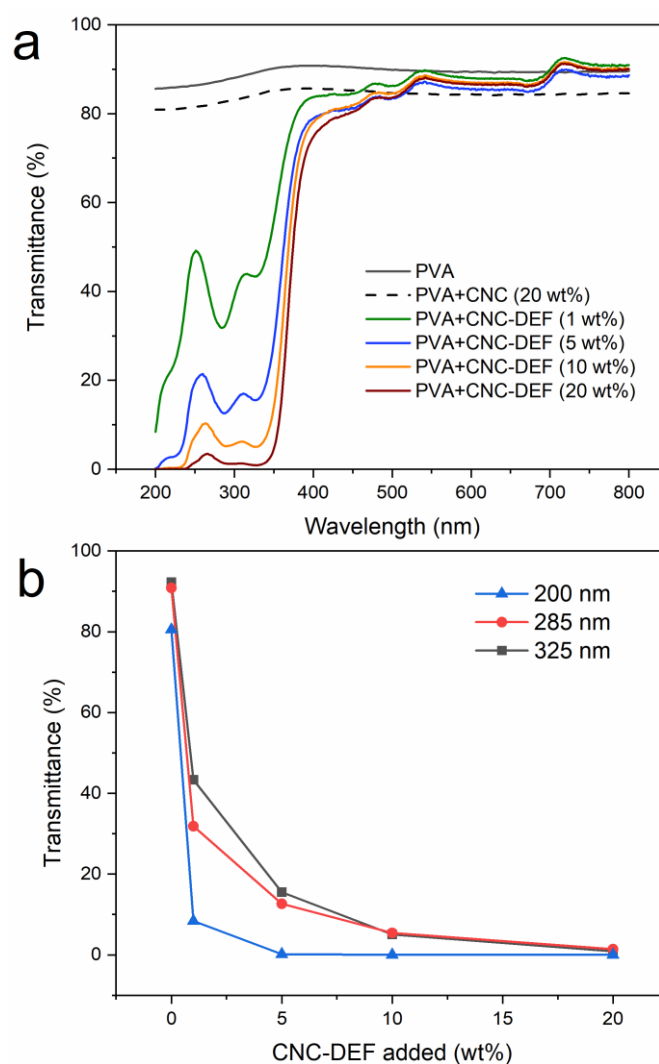 a
100
80
60
40
20
0
Transmittance (%)
PVA
PVA+CNC (20 wt%)
PVA+CNC-DEF (1 wt%)
PVA+CNC-DEF (5 wt%)
PVA+CNC-DEF (10 wt%)
PVA+CNC-DEF (20 wt%)
200 300 400 500 600 700 800
Wavelength (nm)
b
100
80
60
40
20
0
Transmittance (%)
200 nm
285 nm
325 nm
0 5 10 15 20
CNC-DEF added (wt%)